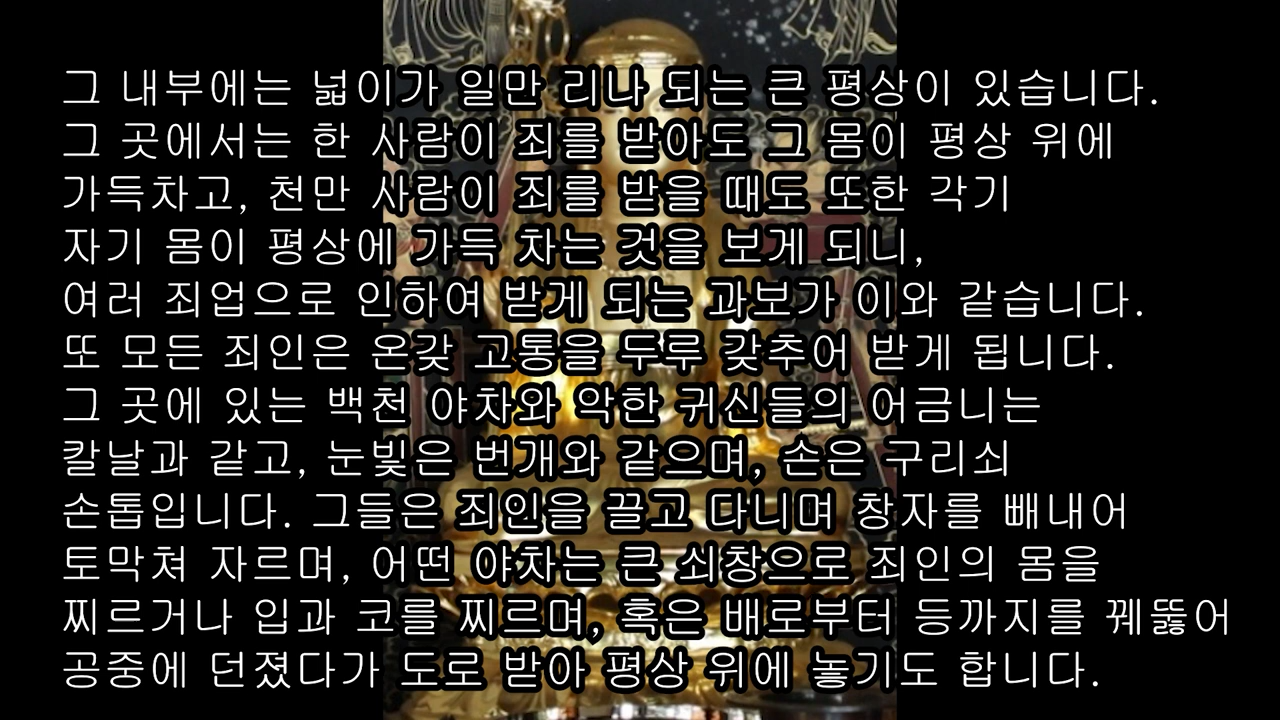 그 내부에는 넓이가 일만 리나 되는 큰 평상이 있습니다.
그 곳에서는 한 사람이 죄를 받아도 그 몸이 평상 위에
가득차고, 천만 사람이 죄를 받을 때도 또한 각기
자기 몸이 평상에 가득 차는 것을 보게 되니,
여러 죄업으로 인하여 받게 되는 과보가 이와 같습니다.
또 모든 죄인은 온갖 고통을 두루 갖추어 받게 됩니다.
그 곳에 있는 백천 야차와 악한 귀신들의 어금니는
칼날과 같고, 눈빛은 번개와 같으며, 손은 구리쇠
손톱입니다. 그들은 죄인을 끌고 다니며 창자를 빼내어
토막쳐 자르며, 어떤 야차는 큰 쇠창으로 죄인의 몸을
찌르거나 입과 코를 찌르며, 혹은 배로부터 등까지를 꿰뚫어
공중에 던졌다가 도로 받아 평상 위에 놓기도 합니다.